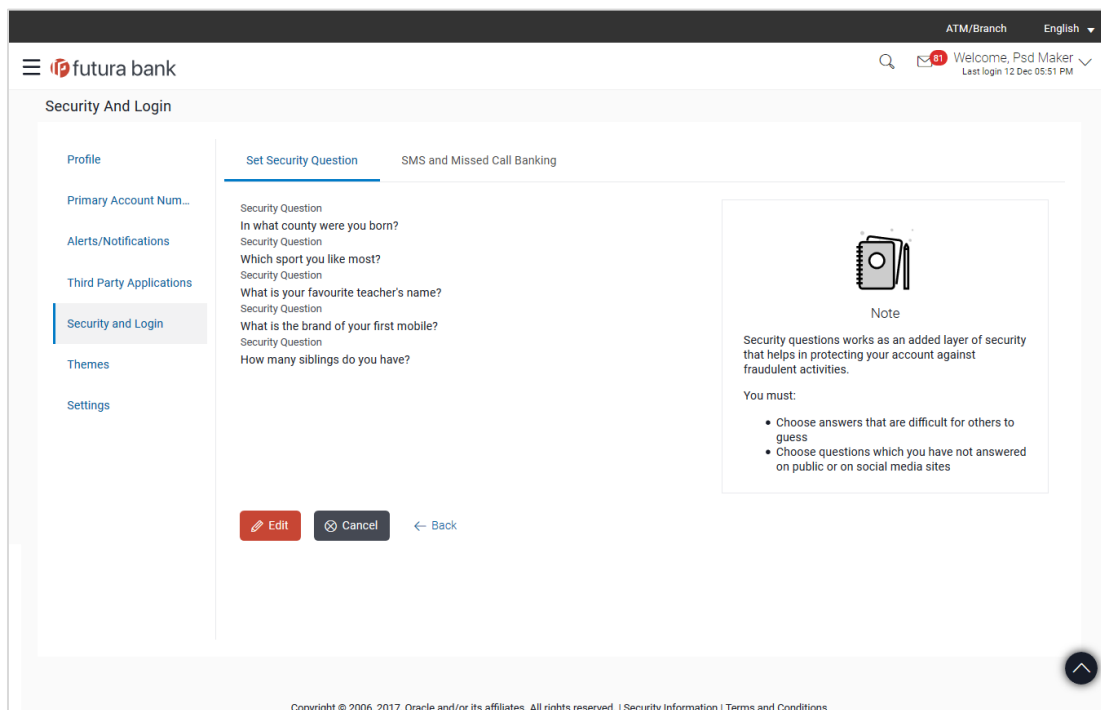 ATM/Branch English
futura bank
81
Welcome, Psd Maker
Last login 12 Dec 05:51 PM
Security And Login
Profile
Primary Account Num...
Alerts/Notifications
Third Party Applications
Security and Login
Themes
Settings
Set Security Question SMS and Missed Call Banking
Security Question
In what county were you born?
Security Question
Which sport you like most?
Security Question
What is your favourite teacher's name?
Security Question
What is the brand of your first mobile?
Security Question
How many siblings do you have?
Note
Security questions works as an added layer of security
that helps in protecting your account against
fraudulent activities.
You must:
• Choose answers that are difficult for others to
guess
• Choose questions which you have not answered
on public or on social media sites
Edit Cancel ← Back
Copyright © 2006, 2017, Oracle and/or its affiliates. All rights reserved. | Security Information | Terms and Conditions